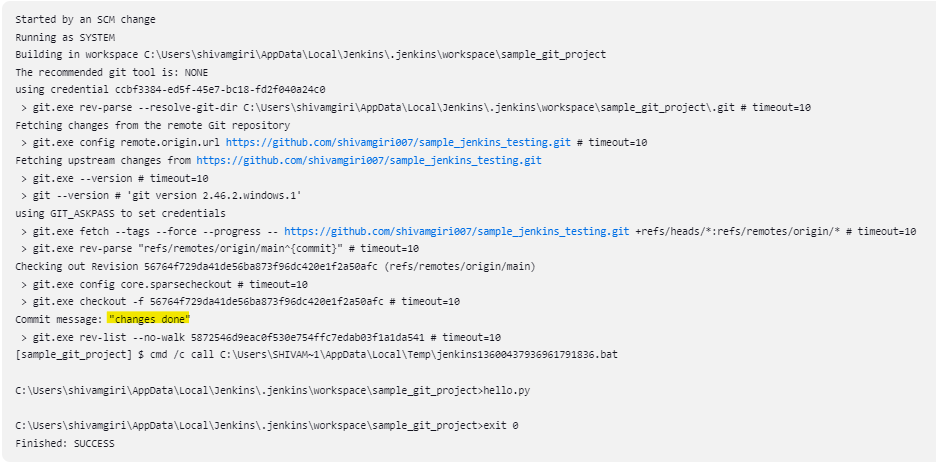 Started by an SCM change
Running as SYSTEM
Building in workspace C:\Users\shivamgiri\AppData\Local\Jenkins\.jenkins\workspace\sample_git_project
The recommended git tool is: NONE
using credential ccbf3384-ed5f-45e7-bc18-fd2f040a24c0
> git.exe rev-parse --resolve-git-dir C:\Users\shivamgiri\AppData\Local\Jenkins\.jenkins\workspace\sample_git_project\.git # timeout=10
Fetching changes from the remote Git repository
> git.exe config remote.origin.url https://github.com/shivamgiri007/sample_jenkins_testing.git # timeout=10
Fetching upstream changes from https://github.com/shivamgiri007/sample_jenkins_testing.git
> git.exe --version # timeout=10
> git --version # 'git version 2.46.2.windows.1'
using GIT_ASKPASS to set credentials
> git.exe fetch --tags --force --progress -- https://github.com/shivamgiri007/sample_jenkins_testing.git +refs/heads/*:refs/remotes/origin/* # timeout=10
> git.exe rev-parse "refs/remotes/origin/main^{commit}" # timeout=10
Checking out Revision 56764f729da41de56ba873f96dc420e1f2a50afc (refs/remotes/origin/main)
> git.exe config core.sparsecheckout # timeout=10
> git.exe checkout -f 56764f729da41de56ba873f96dc420e1f2a50afc # timeout=10
Commit message: "changes done"
> git.exe rev-list --no-walk 5872546d9eac0f530e754ffc7edab03f1a1da541 # timeout=10
[sample_git_project] $ cmd /c call C:\Users\SHIVAM~1\AppData\Local\Temp\jenkins13600437936961791836.bat
C:\Users\shivamgiri\AppData\Local\Jenkins\.jenkins\workspace\sample_git_project>hello.py
C:\Users\shivamgiri\AppData\Local\Jenkins\.jenkins\workspace\sample_git_project>exit 0
Finished: SUCCESS